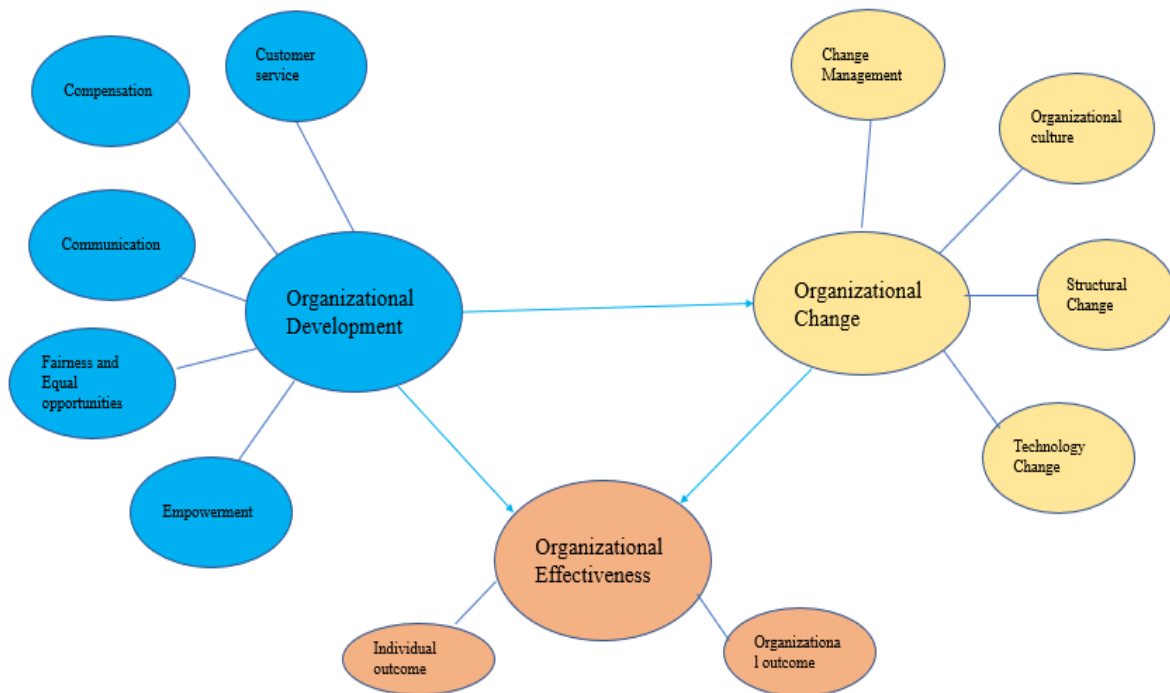 Customer
service
Compensation
Communication
Fairness and
Equal
opportunities
Empowerment
Organizational
Development
Change
Management
Organizational
culture
Structural
Change
Technology
Change
Organizational
Change
Organizational
Effectiveness
Individual
outcome
Organizationa
l outcome